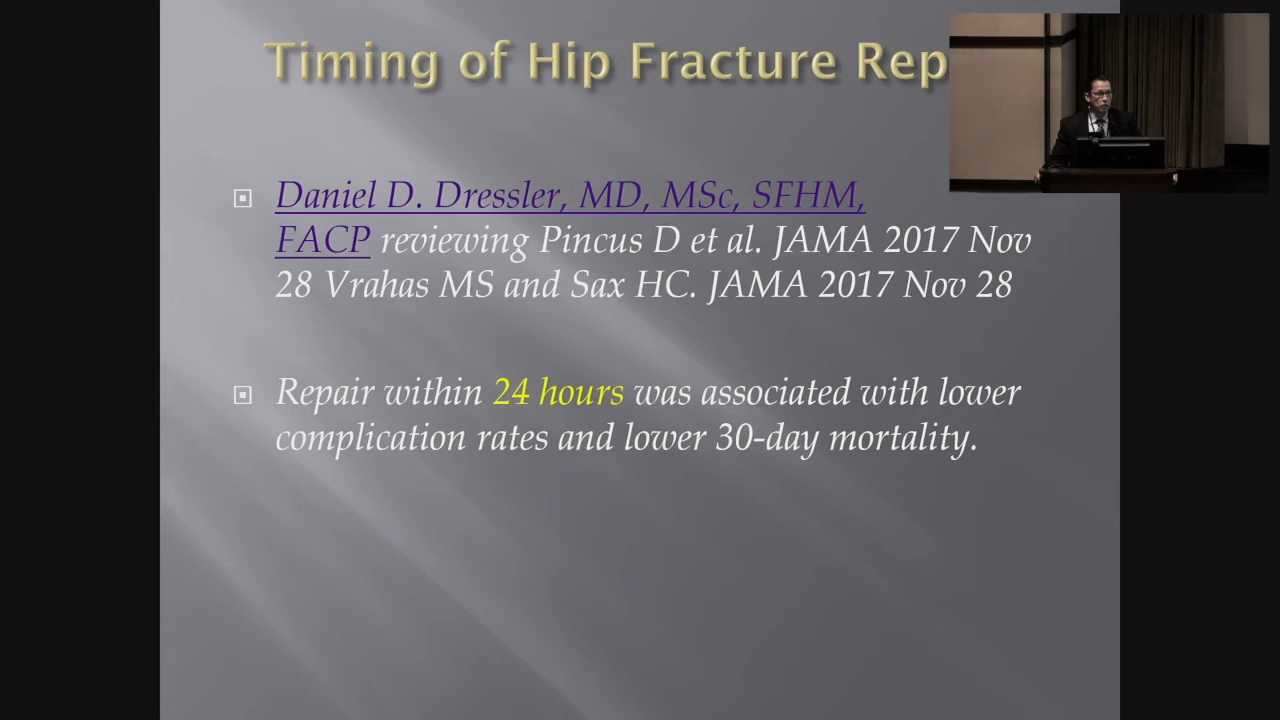 Timing of Hip Fracture Rep
Daniel D. Dressler, MD, MSc, SFHM,
FACP reviewing Pincus D et al. JAMA 2017 Nov
28 Vrahas MS and Sax HC. JAMA 2017 Nov 28
Repair within 24 hours was associated with lower
complication rates and lower 30-day mortality.